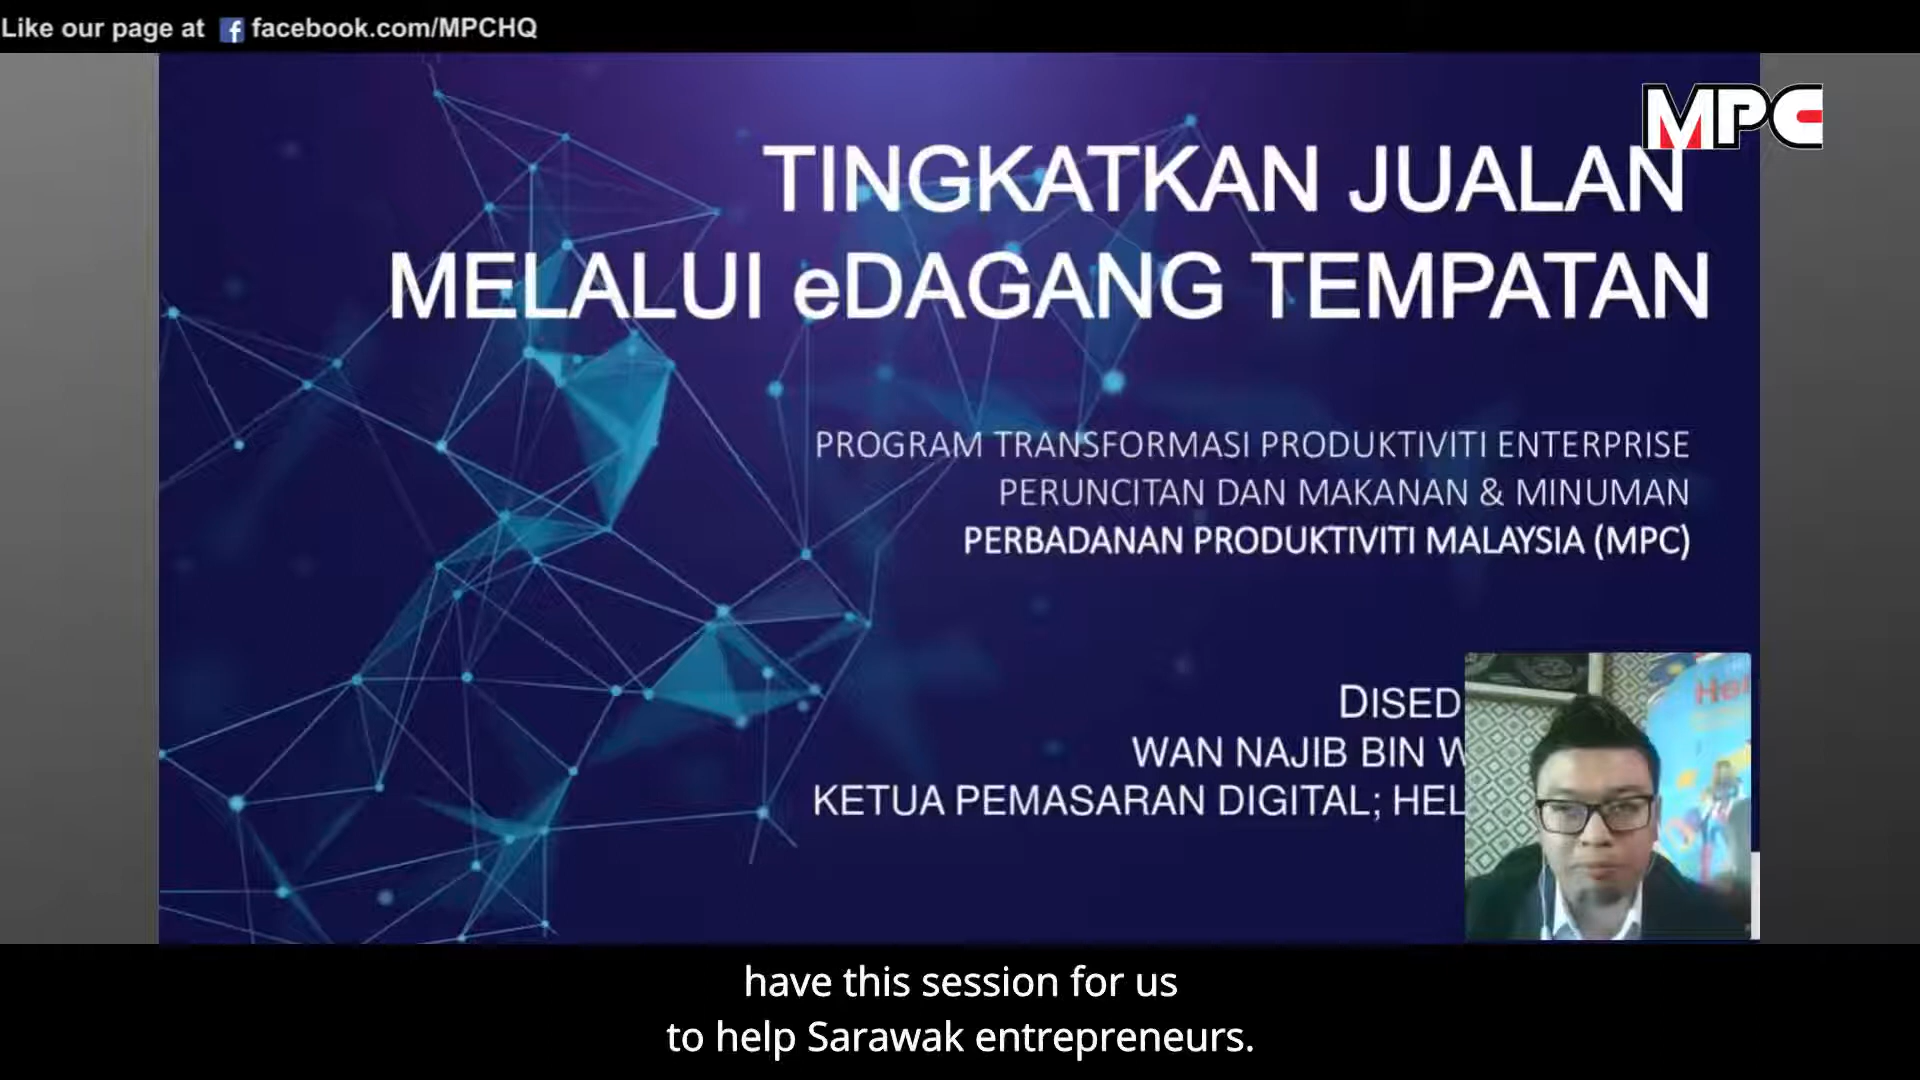 Like our page at facebook.com/MPCHQ
MPC
TINGKATKAN JUALAN
MELALUI eDAGANG TEMPATAN
PROGRAM TRANSFORMASI PRODUKTIVITI ENTERPRISE
PERUNCITAN DAN MAKANAN & MINUMAN
PERBADANAN PRODUKTIVITI MALAYSIA (MPC)
DISED
WAN NAJIB BIN W
KETUA PEMASARAN DIGITAL; HEL
have this session for us
to help Sarawak entrepreneurs.